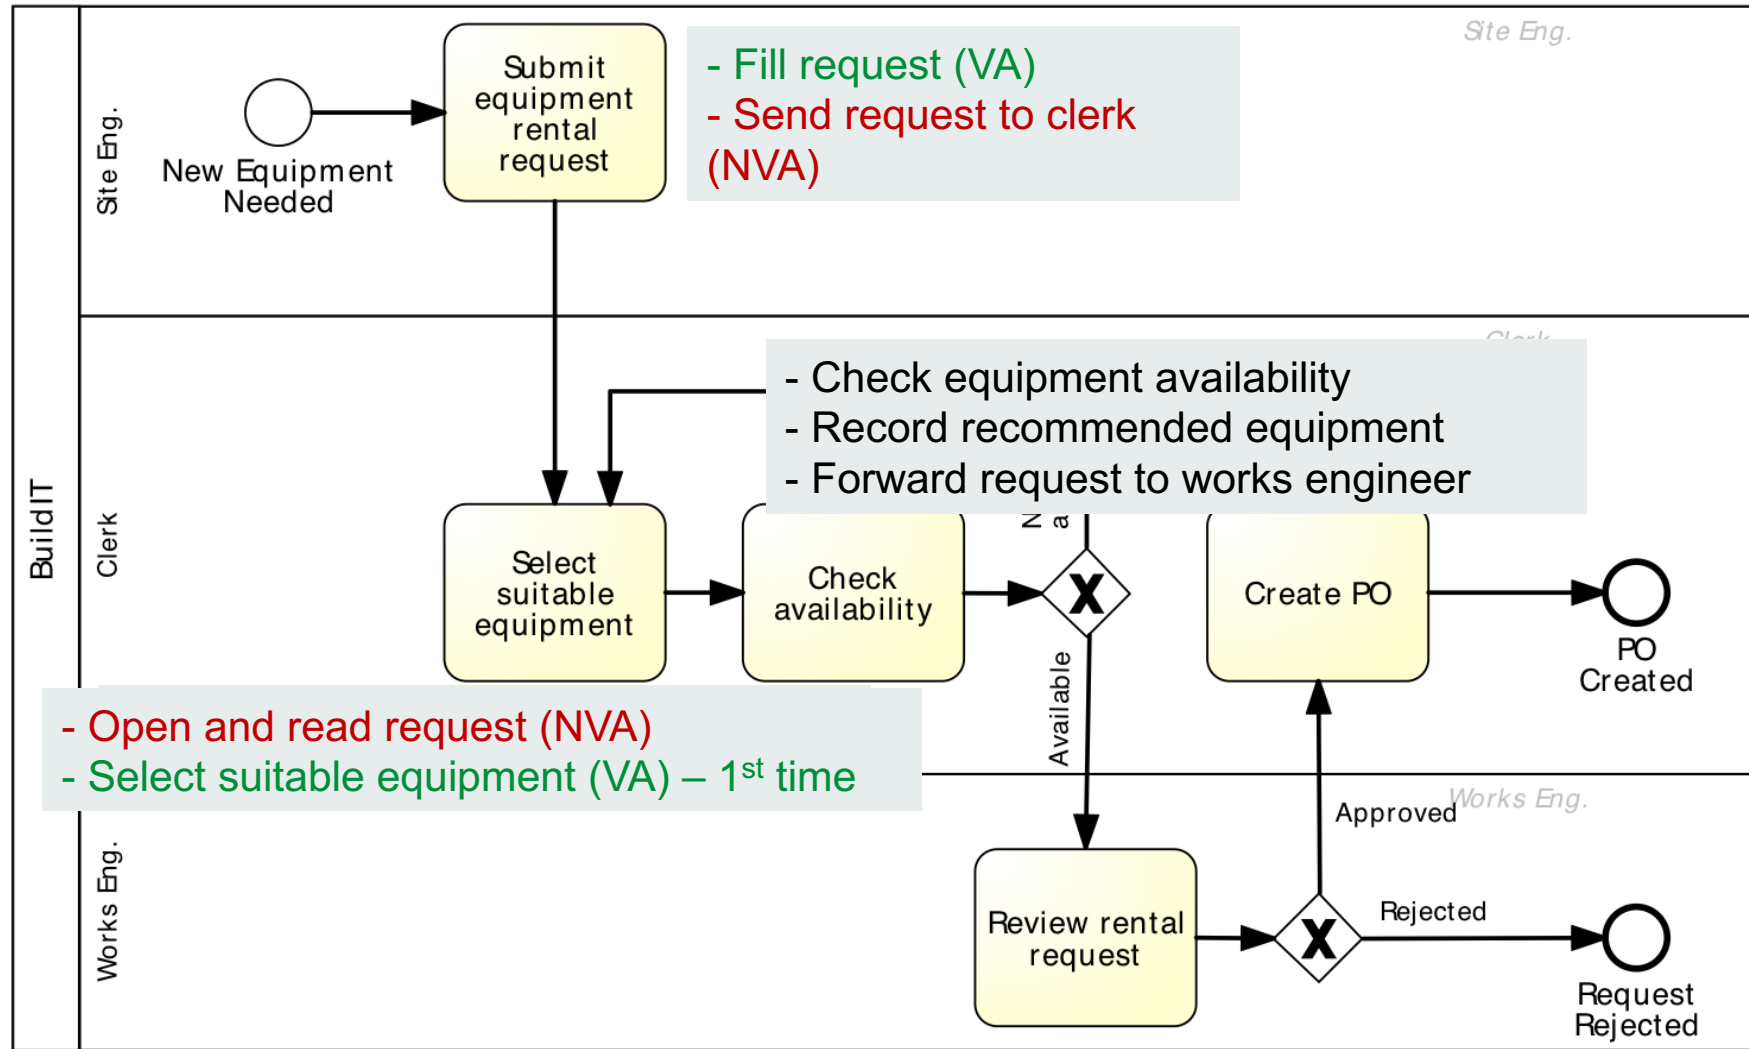 Site Eng.
Submit
equipment
rental
request
- Fill request (VA)
- Send request to clerk
(NVA)
Site Eng.
New Equipment
Needed
- Check equipment availability
- Record recommended equipment
- Forward request to works engineer
BuildIT
Clerk
Select
suitable
equipment
Check
availability
X
Create PO
PO
Created
Available
- Open and read request (NVA)
- Select suitable equipment (VA) – 1st time
Works Eng.
Approved
Works Eng.
Review rental
request
X
Rejected
Request
Rejected